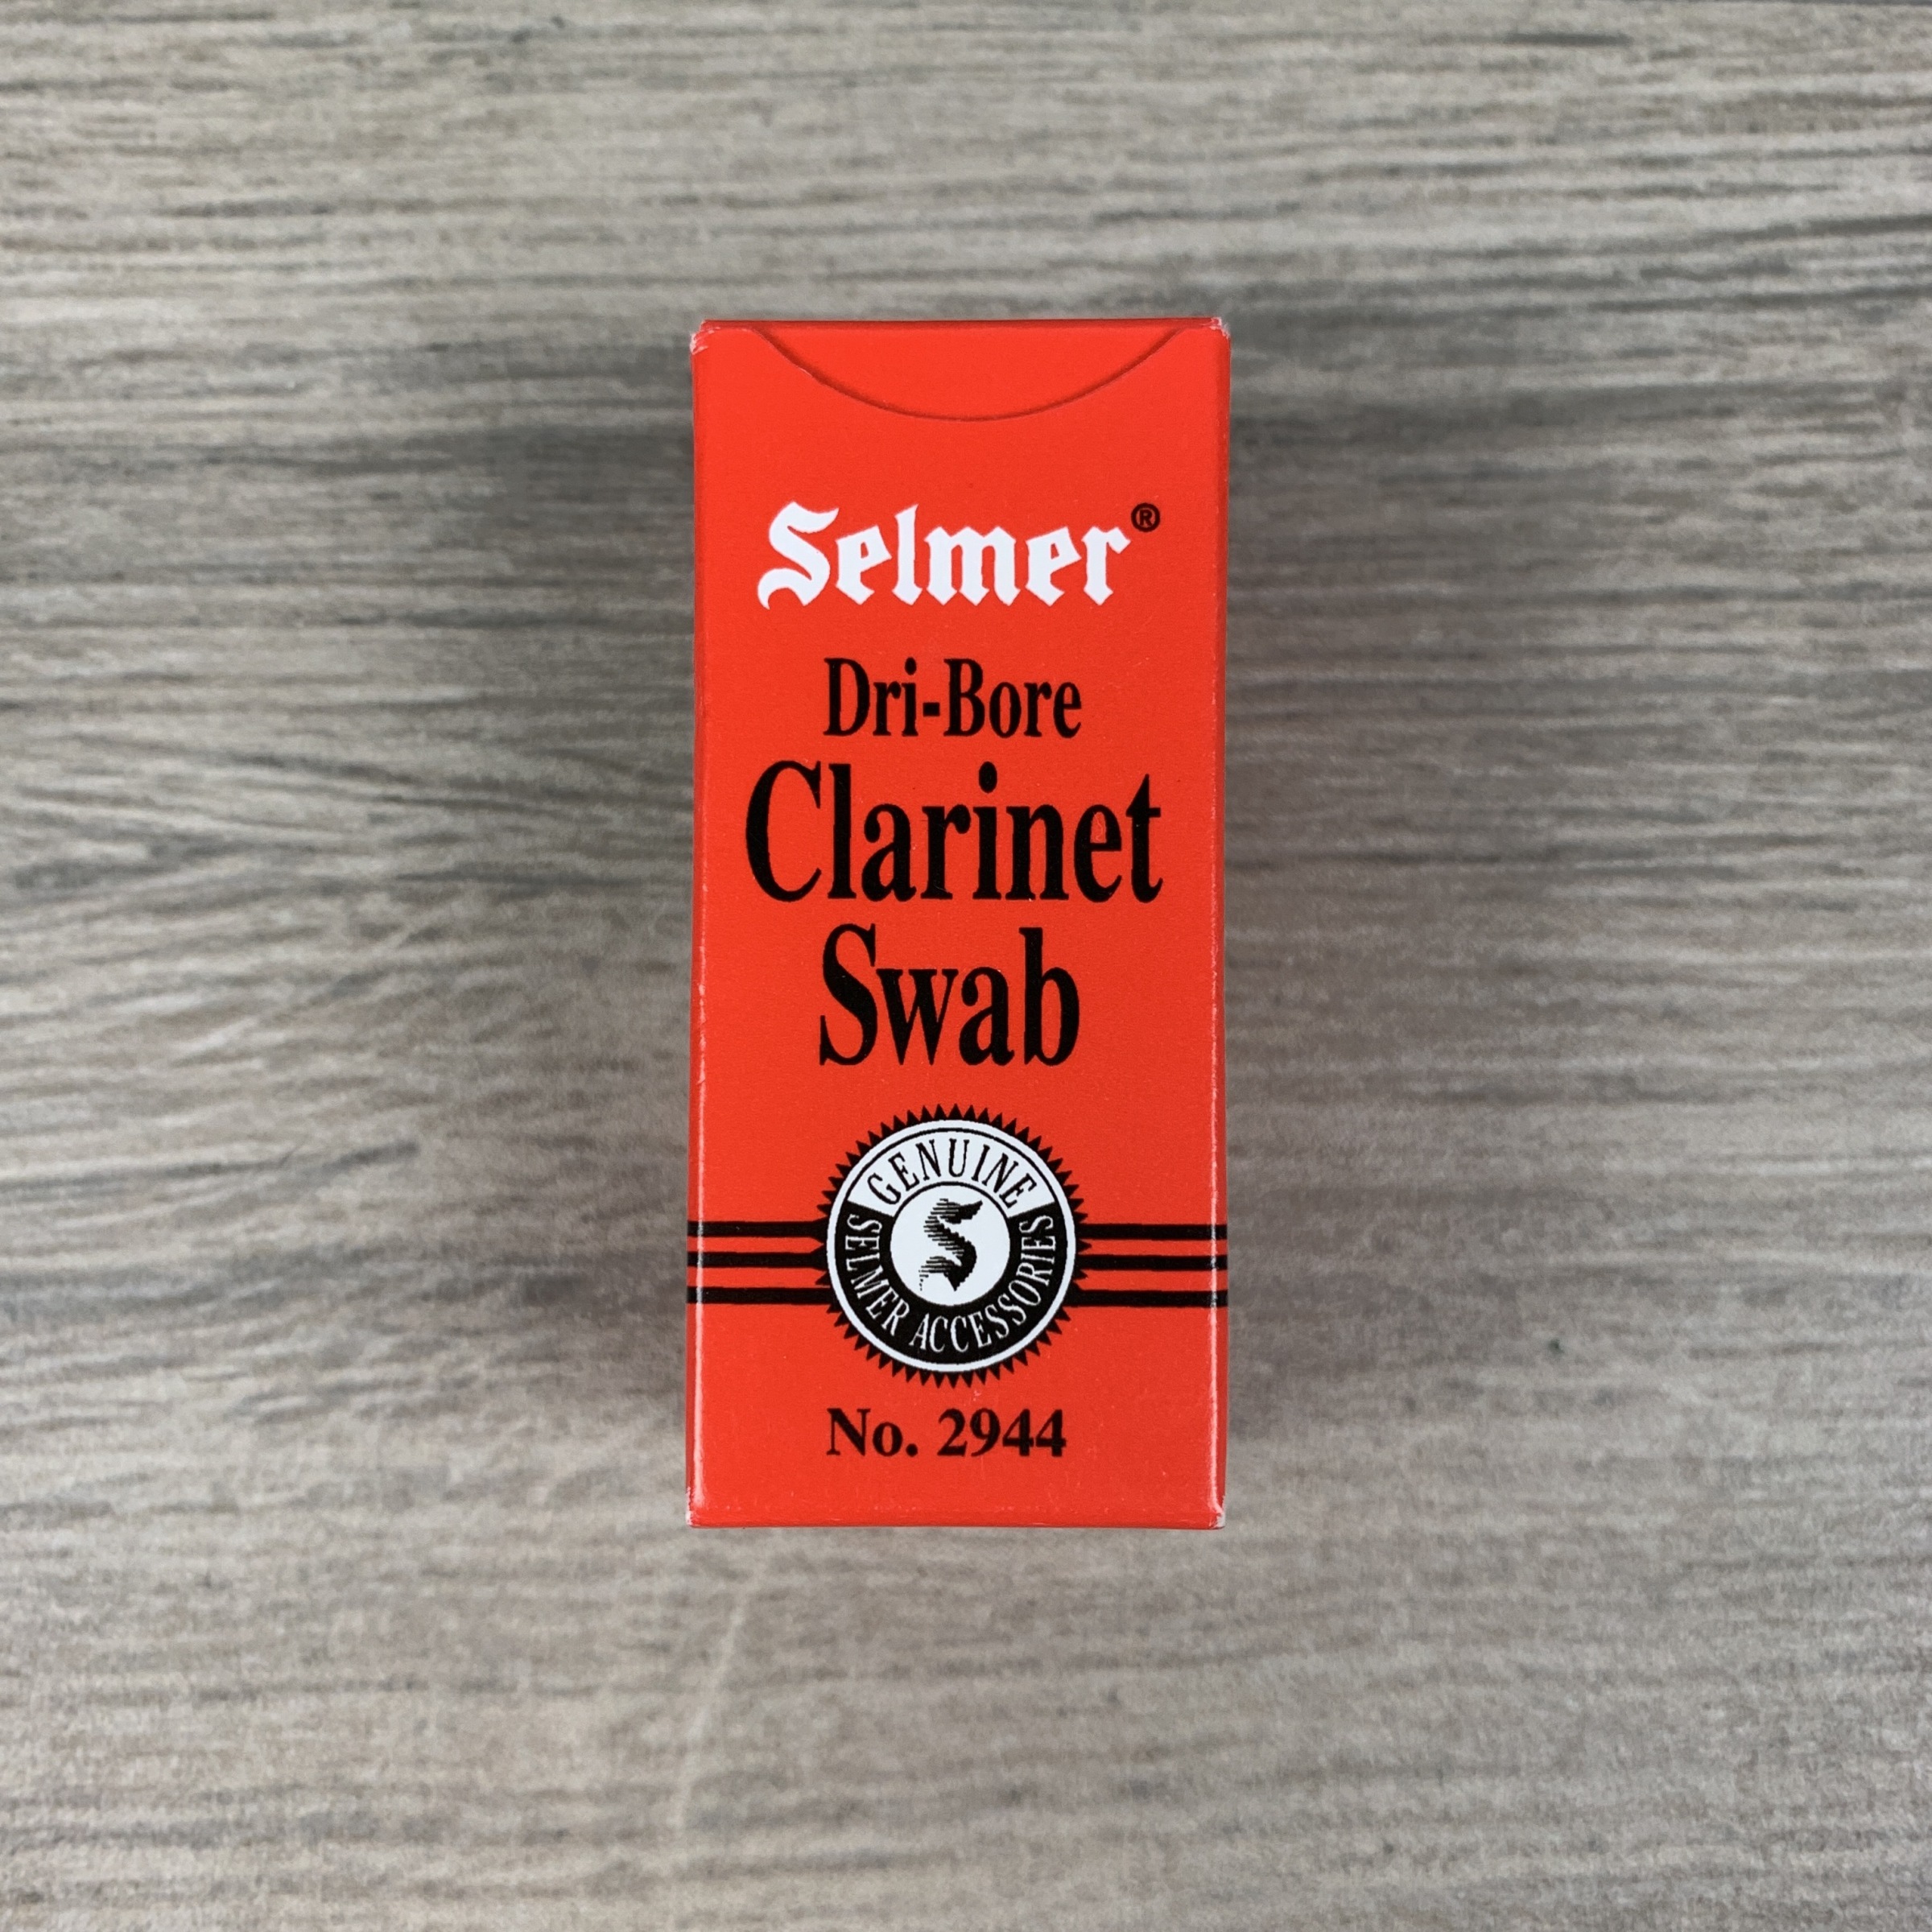 Selmer®
Dri-Bore
Clarinet
Swab
GENUINE
S
SELMER ACCESSORIES
No. 2944